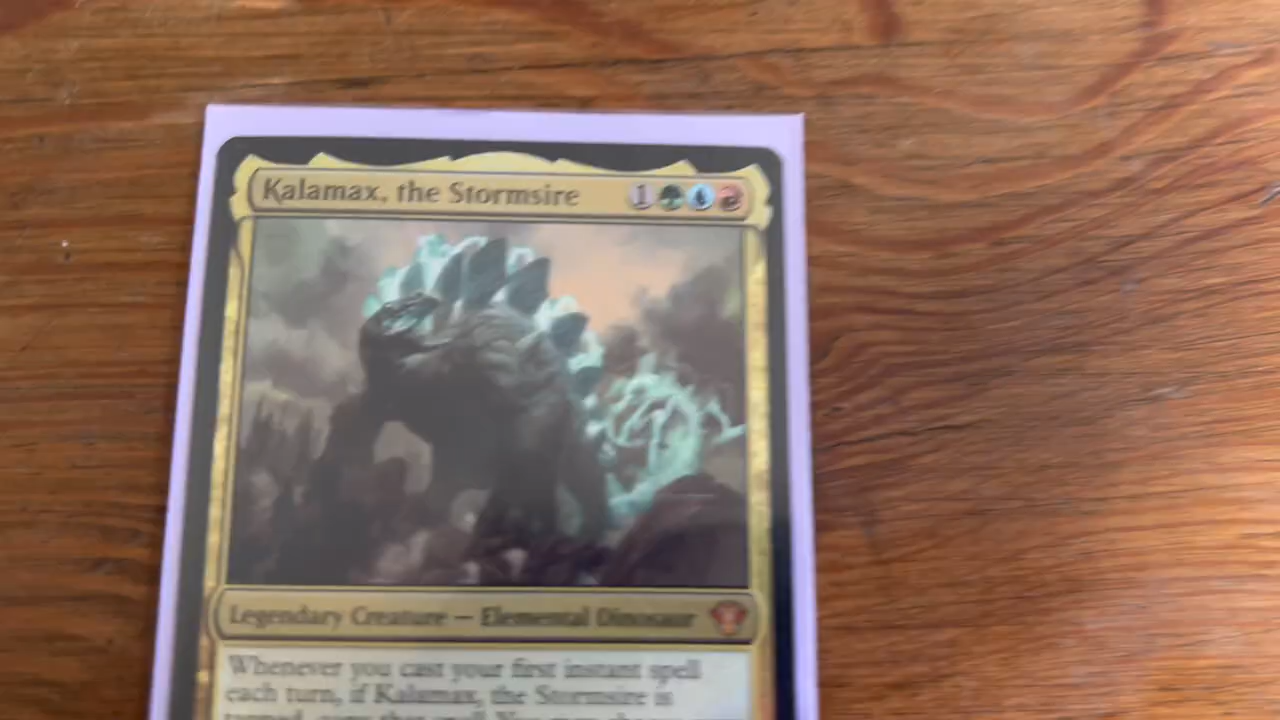 Kalamax, the Stormsire 1
Legendary Creature — Elemental Dinosaur
Whenever you cast your first instant spell
each turn, if Kalamax, the Stormsire is